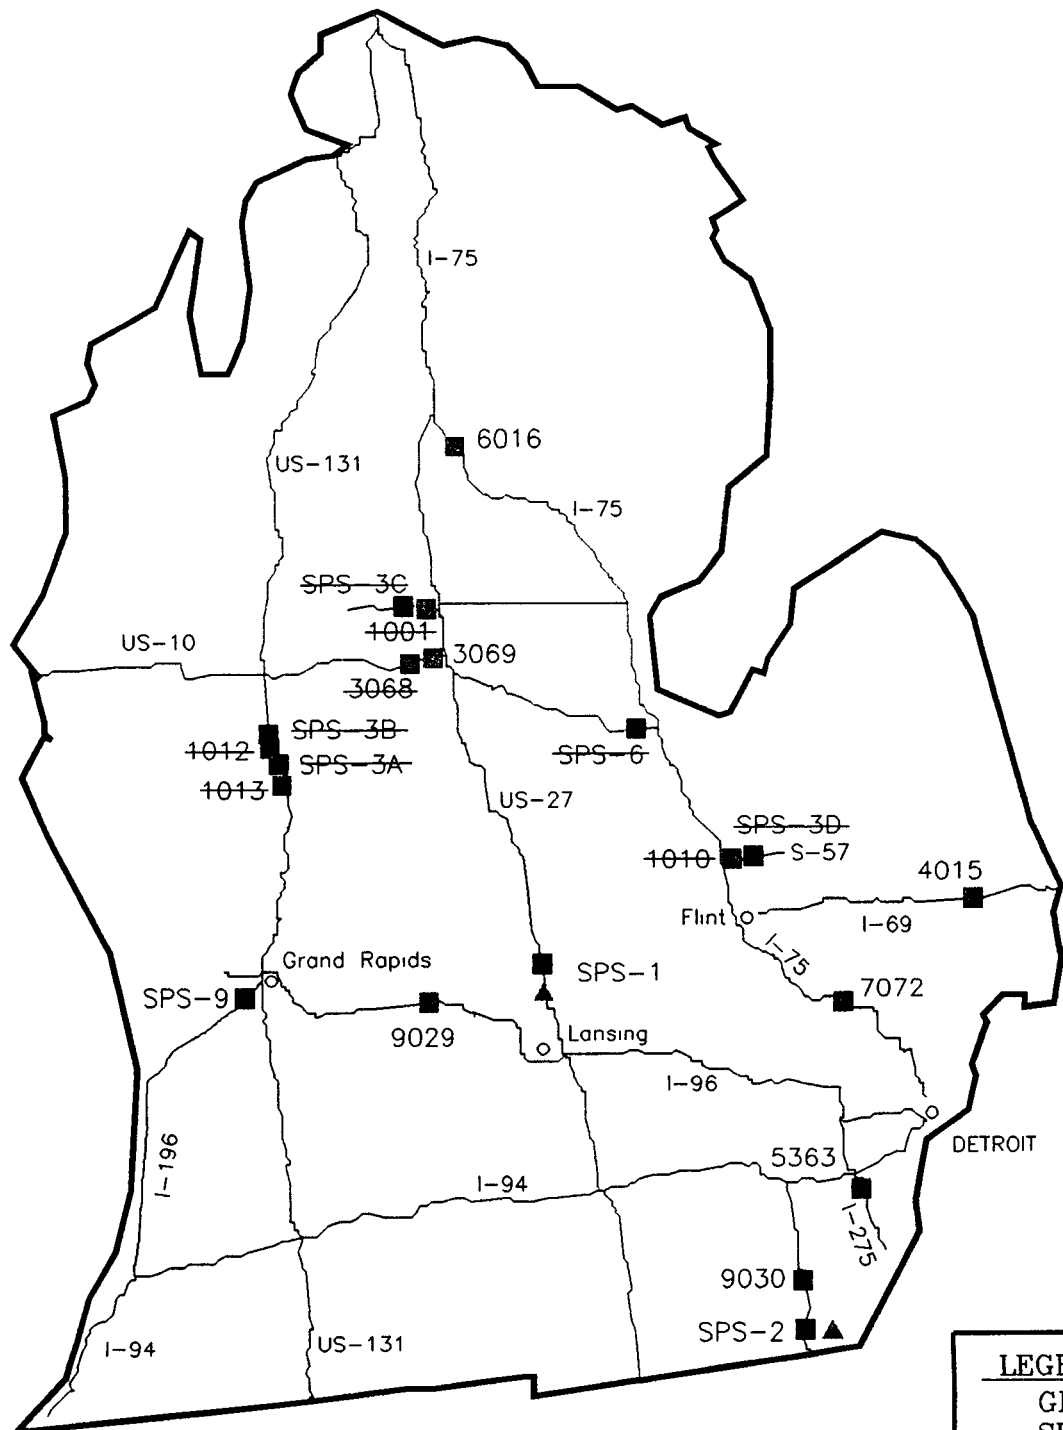 I-75
6016
US-131
I-75
SPS-3C
1001
US-10
3069
3068
SPS-3B
1012
SPS-3A
SPS-6
1013
US-27
SPS-3D
1010
S-57
4015
Flint
I-69
I-75
Grand Rapids
SPS-1
SPS-9
7072
9029
Lansing
I-96
DETROIT
5363
I-196
I-94
I-275
9030
SPS-2
I-94
US-131